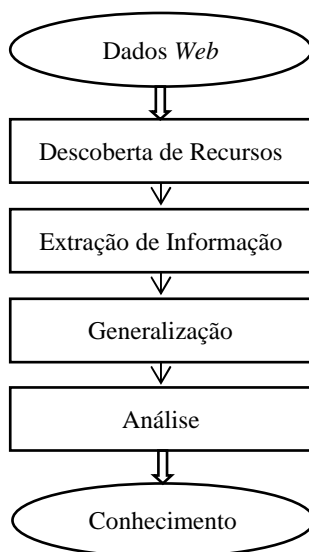 Dados Web
Descoberta de Recursos
Extração de Informação
Generalização
Análise
Conhecimento